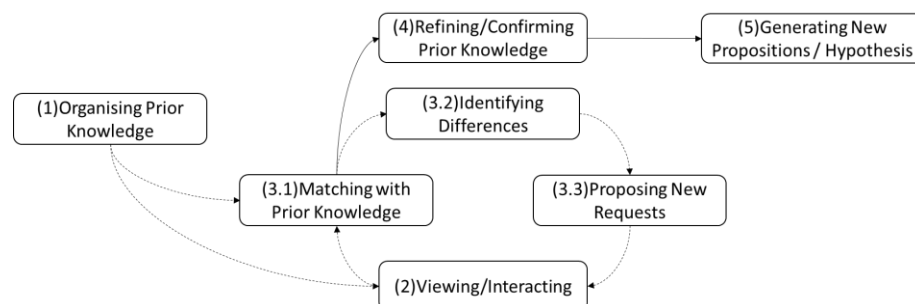 (4)Refining/Confirming
Prior Knowledge
(5)Generating New
Propositions / Hypothesis
(1)Organising Prior
Knowledge
(3.2)Identifying
Differences
(3.1)Matching with
Prior Knowledge
(3.3)Proposing New
Requests
(2)Viewing/Interacting